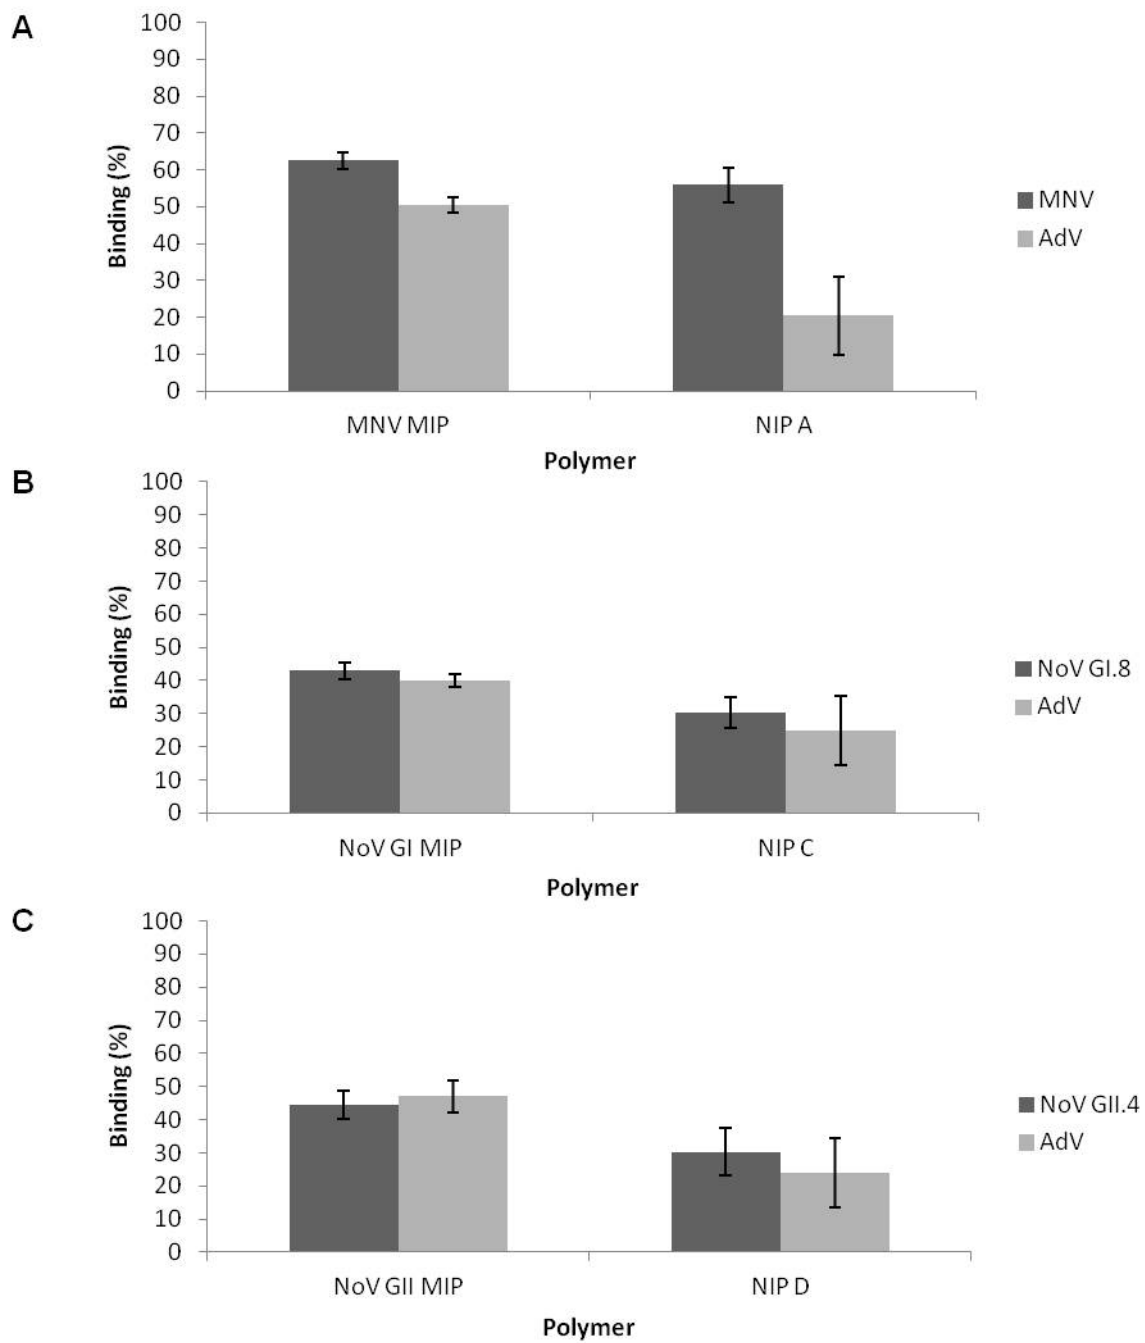 A
100
90
80
70
60
50
40
30
20
10
0
Binding (%)
MNV MIP
NIP A
Polymer
MNV
AdV
B
100
90
80
70
60
50
40
30
20
10
0
Binding (%)
NoV GI MIP
NIP C
Polymer
NoV GI.8
AdV
C
100
90
80
70
60
50
40
30
20
10
0
Binding (%)
NoV GII MIP
NIP D
Polymer
NoV GII.4
AdV